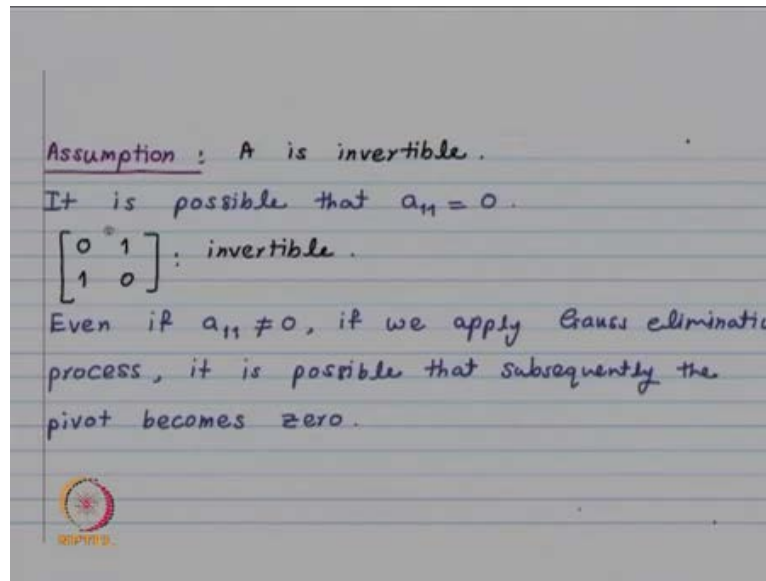 Assumption : A is invertible.
It is possible that a₁₁ = 0.
[0 1
1 0] : invertible.
Even if a₁₁ ≠ 0, if we apply Gauss eliminatio
process, it is possible that subsequently the
pivot becomes zero.
NPTEL